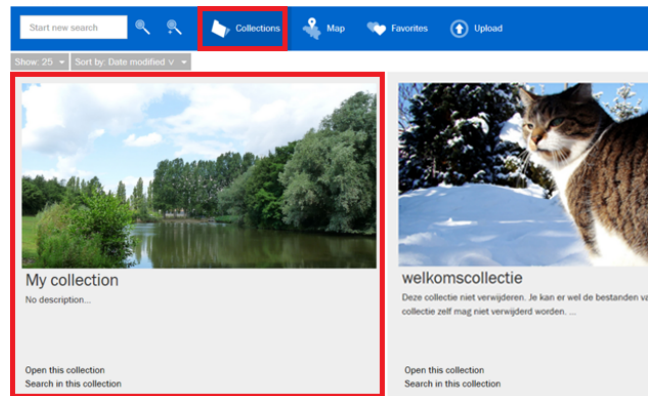 Start new search
Collections
Map
Favorites
Upload
Show: 25
Sort by: Date modified v
My collection
No description...
Open this collection
Search in this collection
welkomscollectie
Deze collectie niet verwijderen. Je kan er wel de bestanden va
collectie zelf mag niet verwijderd worden. ...
Open this collection
Search in this collection